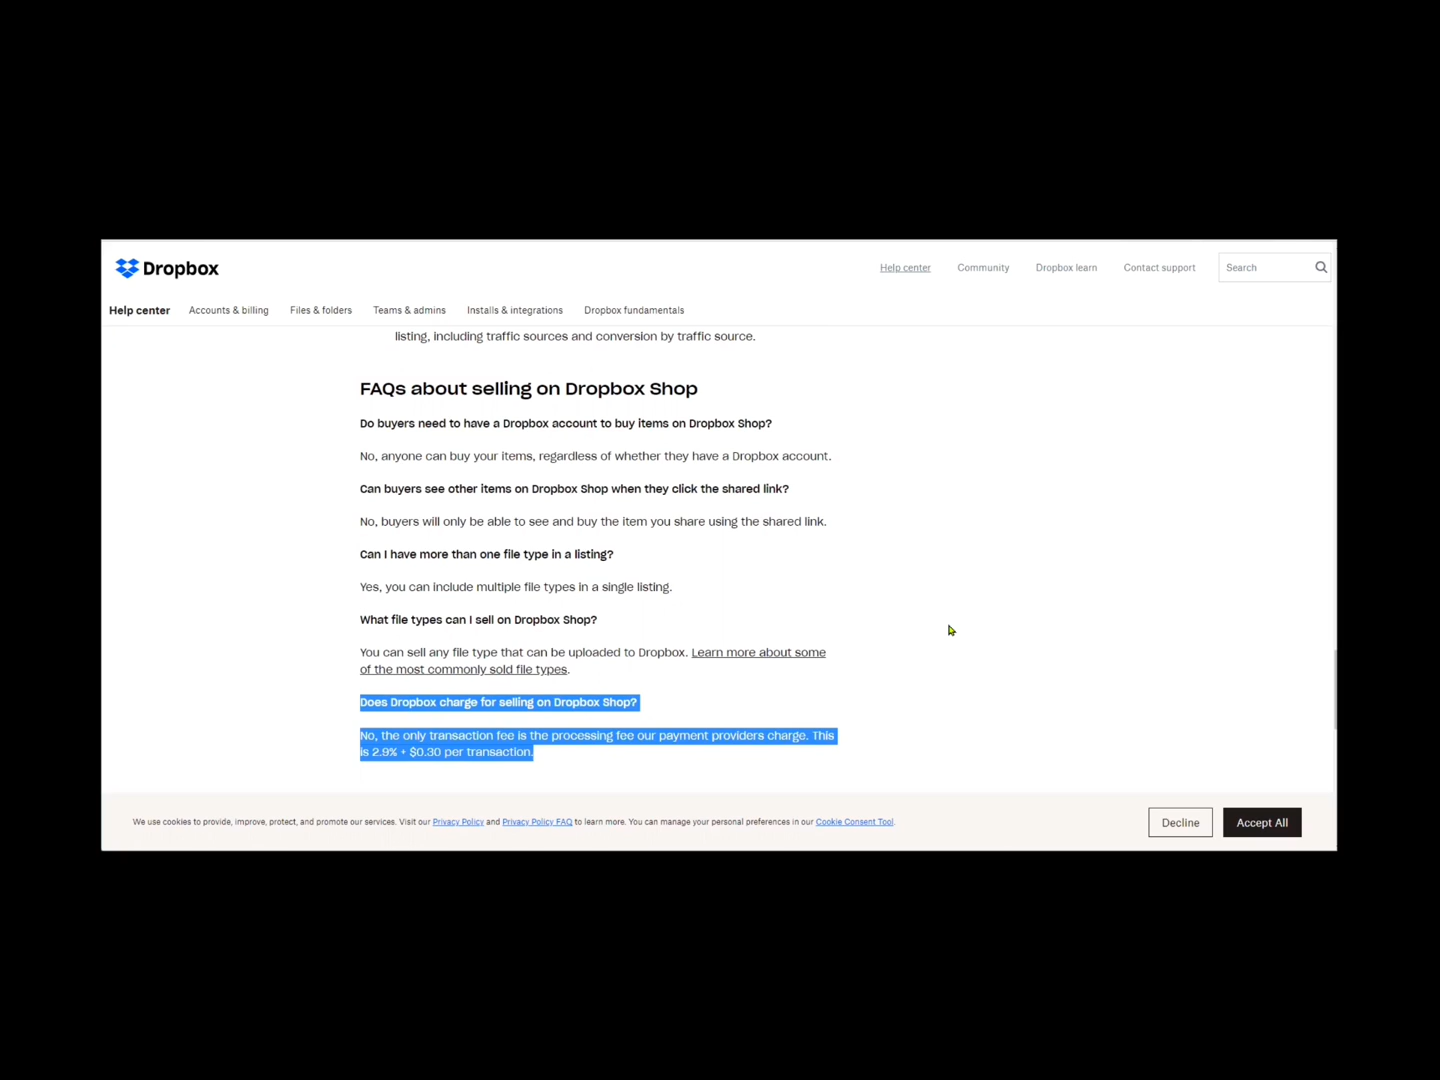 Dropbox
Help center Community Dropbox learn Contact support Search
Help center Accounts & billing Files & folders Teams & admins Installs & integrations Dropbox fundamentals
listing, including traffic sources and conversion by traffic source.
FAQs about selling on Dropbox Shop
Do buyers need to have a Dropbox account to buy items on Dropbox Shop?
No, anyone can buy your items, regardless of whether they have a Dropbox account.
Can buyers see other items on Dropbox Shop when they click the shared link?
No, buyers will only be able to see and buy the item you share using the shared link.
Can I have more than one file type in a listing?
Yes, you can include multiple file types in a single listing.
What file types can I sell on Dropbox Shop?
You can sell any file type that can be uploaded to Dropbox. Learn more about some
of the most commonly sold file types.
Does Dropbox charge for selling on Dropbox Shop?
No, the only transaction fee is the processing fee our payment providers charge. This
is 2.9% + $0.30 per transaction.
We use cookies to provide, improve, protect, and promote our services. Visit our Privacy Policy and Privacy Policy FAQ to learn more. You can manage your personal preferences in our Cookie Consent Tool.
Decline Accept All